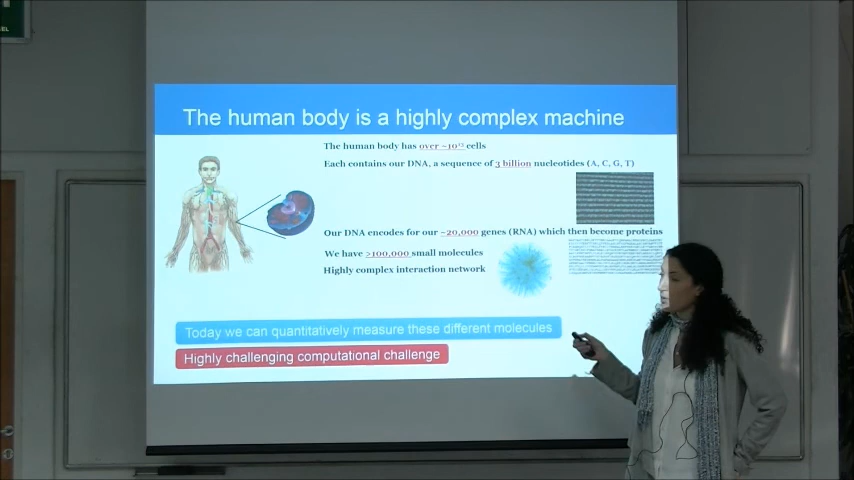 The human body is a highly complex machine
The human body has over ~10¹³ cells
Each contains our DNA, a sequence of 3 billion nucleotides (A, C, G, T)
Our DNA encodes for our ~20,000 genes (RNA) which then become proteins
We have >100,000 small molecules
Highly complex interaction network
Today we can quantitatively measure these different molecules
Highly challenging computational challenge